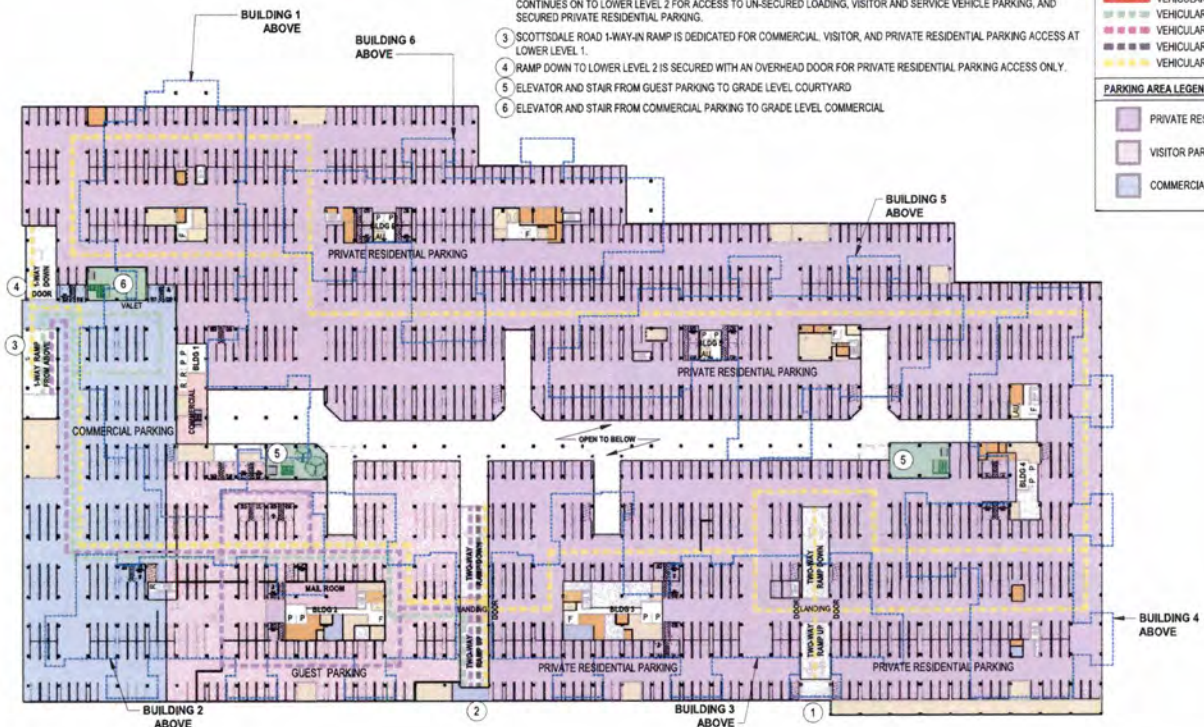 CONTINUES ON TO LOWER LEVEL 2 FOR ACCESS TO UN-SECURED LOADING, VISITOR AND SERVICE VEHICLE PARKING, AND
SECURED PRIVATE RESIDENTIAL PARKING.
3 SCOTTSDALE ROAD 1-WAY-IN RAMP IS DEDICATED FOR COMMERCIAL, VISITOR, AND PRIVATE RESIDENTIAL PARKING ACCESS AT
LOWER LEVEL 1.
4 RAMP DOWN TO LOWER LEVEL 2 IS SECURED WITH AN OVERHEAD DOOR FOR PRIVATE RESIDENTIAL PARKING ACCESS ONLY.
5 ELEVATOR AND STAIR FROM GUEST PARKING TO GRADE LEVEL COURTYARD
6 ELEVATOR AND STAIR FROM COMMERCIAL PARKING TO GRADE LEVEL COMMERCIAL
VEHICULAR
VEHICULAR
VEHICULAR
VEHICULAR
PARKING AREA LEGEN
PRIVATE RES
VISITOR PAR
COMMERCIA
BUILDING 1
ABOVE
BUILDING 6
ABOVE
BUILDING 5
ABOVE
PRIVATE RESIDENTIAL PARKING
4
1-WAY
DOWN
DOOR
6
VALET
3
1-WAY RAMP
FROM ABOVE
COMMERCIAL
R R P P
BLDG 1
PRIVATE RESIDENTIAL PARKING
COMMERCIAL PARKING
OPEN TO BELOW
5
5
BLDG 4
P P
LAU
F
MAIL ROOM
BLDG 2
P P
F
TWO-WAY
RAMP DOWN
LANDING
DOOR
TWO-WAY
RAMP UP
BLDG 3
F
P P
TWO-WAY
RAMP DOWN
DOOR
LANDING
DOOR
TWO-WAY
RAMP UP
GUEST PARKING
PRIVATE RESIDENTIAL PARKING
PRIVATE RESIDENTIAL PARKING
BUILDING 4
ABOVE
BUILDING 2
ABOVE
2
BUILDING 3
ABOVE
1